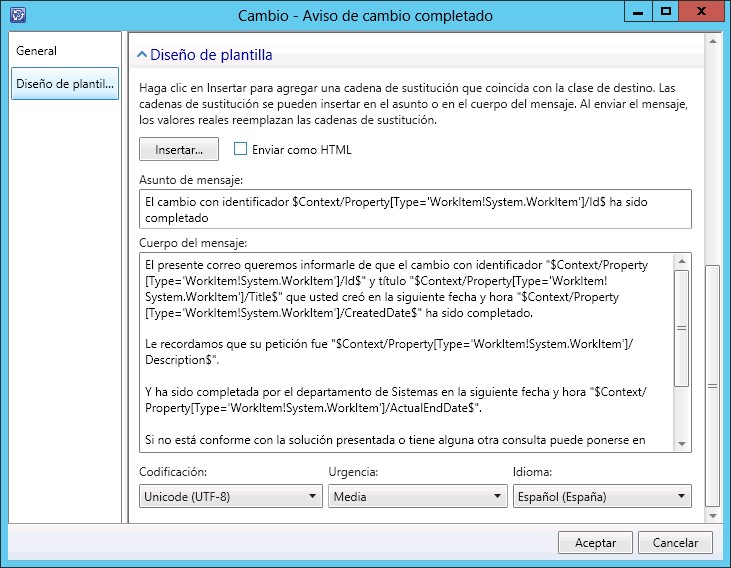 Cambio - Aviso de cambio completado
General
Diseño de plantil...
Diseño de plantilla
Haga clic en Insertar para agregar una cadena de sustitución que coincida con la clase de destino. Las
cadenas de sustitución se pueden insertar en el asunto o en el cuerpo del mensaje. Al enviar el mensaje,
los valores reales reemplazan las cadenas de sustitución.
Insertar...
Enviar como HTML
Asunto de mensaje:
El cambio con identificador $Context/Property[Type='WorkItem!System.WorkItem']/Id$ ha sido
completado
Cuerpo del mensaje:
El presente correo queremos informarle de que el cambio con identificador "$Context/Property
[Type='WorkItem!System.WorkItem']/Id$" y título "$Context/Property[Type='WorkItem!
System.WorkItem']/Title$" que usted creó en la siguiente fecha y hora "$Context/Property
[Type='WorkItem!System.WorkItem']/CreatedDate$" ha sido completado.
Le recordamos que su petición fue "$Context/Property[Type='WorkItem!System.WorkItem']/
Description$".
Y ha sido completada por el departamento de Sistemas en la siguiente fecha y hora "$Context/
Property[Type='WorkItem!System.WorkItem']/ActualEndDate$".
Si no está conforme con la solución presentada o tiene alguna otra consulta puede ponerse en
Codificación:
Urgencia:
Idioma:
Unicode (UTF-8)
Media
Español (España)
Aceptar
Cancelar